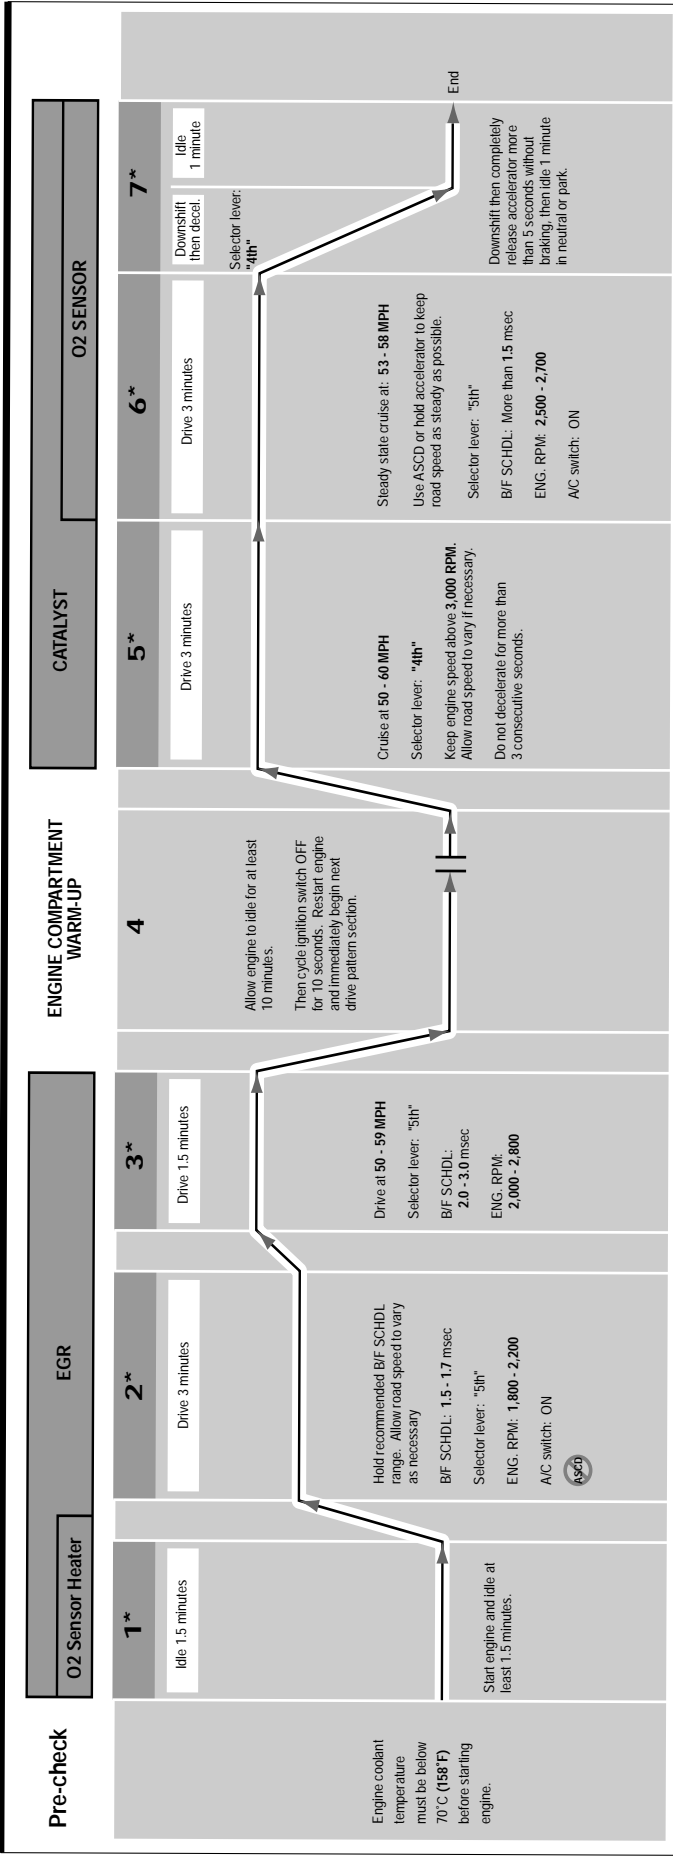 Pre-check
O2 Sensor Heater
EGR
ENGINE COMPARTMENT
WARM-UP
CATALYST
O2 SENSOR
Engine coolant
temperature
must be below
70˚C (158˚F)
before starting
engine.
1*
Idle 1.5 minutes
Start engine and idle at
least 1.5 minutes.
2*
Drive 3 minutes
Hold recommended B/F SCHDL
range. Allow road speed to vary
as necessary
B/F SCHDL: 1.5 - 1.7 msec
Selector lever: "5th"
ENG. RPM: 1,800 - 2,200
A/C switch: ON
ASCD
3*
Drive 1.5 minutes
Drive at 50 - 59 MPH
Selector lever: "5th"
B/F SCHDL:
2.0 - 3.0 msec
ENG. RPM:
2,000 - 2,800
4
Allow engine to idle for at least
10 minutes.
Then cycle ignition switch OFF
for 10 seconds. Restart engine
and immediately begin next
drive pattern section.
5*
Drive 3 minutes
Cruise at 50 - 60 MPH
Selector lever: "4th"
Keep engine speed above 3,000 RPM.
Allow road speed to vary if necessary.
Do not decelerate for more than
3 consecutive seconds.
6*
Drive 3 minutes
Steady state cruise at: 53 - 58 MPH
Use ASCD or hold accelerator to keep
road speed as steady as possible.
Selector lever: "5th"
B/F SCHDL: More than 1.5 msec
ENG. RPM: 2,500 - 2,700
A/C switch: ON
7*
Downshift
then decel.
Idle
1 minute
Selector lever:
"4th"
End
Downshift then completely
release accelerator more
than 5 seconds without
braking, then idle 1 minute
in neutral or park.